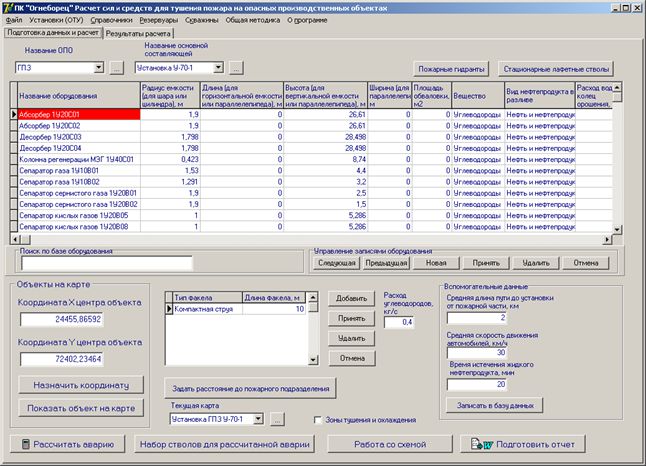 ПК "Огнеборец" Расчет сил и средств для тушения пожара на опасных производственных объектах
Файл Установки (ОТУ) Справочники Резервуары Скважины Общая методика О программе
Подготовка данных и расчет Результаты расчета
Название ОПО
Название основной
составляющей
ГПЗ ... Установка У-70-1 ... Пожарные гидранты Стационарные лафетные стволы
Название оборудования
Радиус емкости
(для шара или
цилиндра), м
Длина (для
горизонтальной емкости
или параллелепипеда), м
Высота (для
вертикальной емкости
или параллелепипеда), м
Ширина (для
параллелепи
м
Площадь
обваловки,
м2
Вещество
Вид нефтепродукта в
разливе
Расход вод
колец
орошения,
Абсорбер 1У20С01 1,9 0 26,61 0 0 Углеводороды Нефть и нефтепродук
Абсорбер 1У20С02 1,9 0 26,61 0 0 Углеводороды Нефть и нефтепродук
Десорбер 1У20С03 1,798 0 28,498 0 0 Углеводороды Нефть и нефтепродук
Десорбер 1У20С04 1,798 0 28,498 0 0 Углеводороды Нефть и нефтепродук
Колонна регенерации МЭГ 1У40С01 0,423 0 8,74 0 0 Углеводороды Нефть и нефтепродук
Сепаратор газа 1У10В01 1,53 0 4,4 0 0 Углеводороды Нефть и нефтепродук
Сепаратор газа 1У10В02 1,291 0 3,2 0 0 Углеводороды Нефть и нефтепродук
Сепаратор сернистого газа 1У20В01 1,9 0 2,5 0 0 Углеводороды Нефть и нефтепродук
Сепаратор сернистого газа 1У20В02 1,9 0 1,5 0 0 Углеводороды Нефть и нефтепродук
Сепаратор кислых газов 1У20В05 1 0 5,286 0 0 Углеводороды Нефть и нефтепродук
Сепаратор кислых газов 1У20В08 1 0 5,286 0 0 Углеводороды Нефть и нефтепродук
Поиск по базе оборудования
Управление записями оборудования
Следующая Предыдущая Новая Принять Удалить Отмена
Объекты на карте
Координата X центра объекта
24455,86592
Координата Y центра объекта
72402,23464
Назначить координату
Показать объект на карте
Тип факела Длина факела, м
Компактная струя 10
Добавить
Принять
Удалить
Отмена
Расход
углеводородов,
кг/с
0,4
Задать расстояние до пожарного подразделения
Текущая карта
Установка ГПЗ У-70-1 ...
Зоны тушения и охлаждения
Вспомогательные данные
Средняя длина пути до установки
от пожарной части, км
2
Средняя скорость движения
автомобилей, км/ч
30
Время истечения жидкого
нефтепродукта, мин
20
Записать в базу данных
Рассчитать аварию Набор стволов для рассчитанной аварии Работа со схемой Подготовить отчет